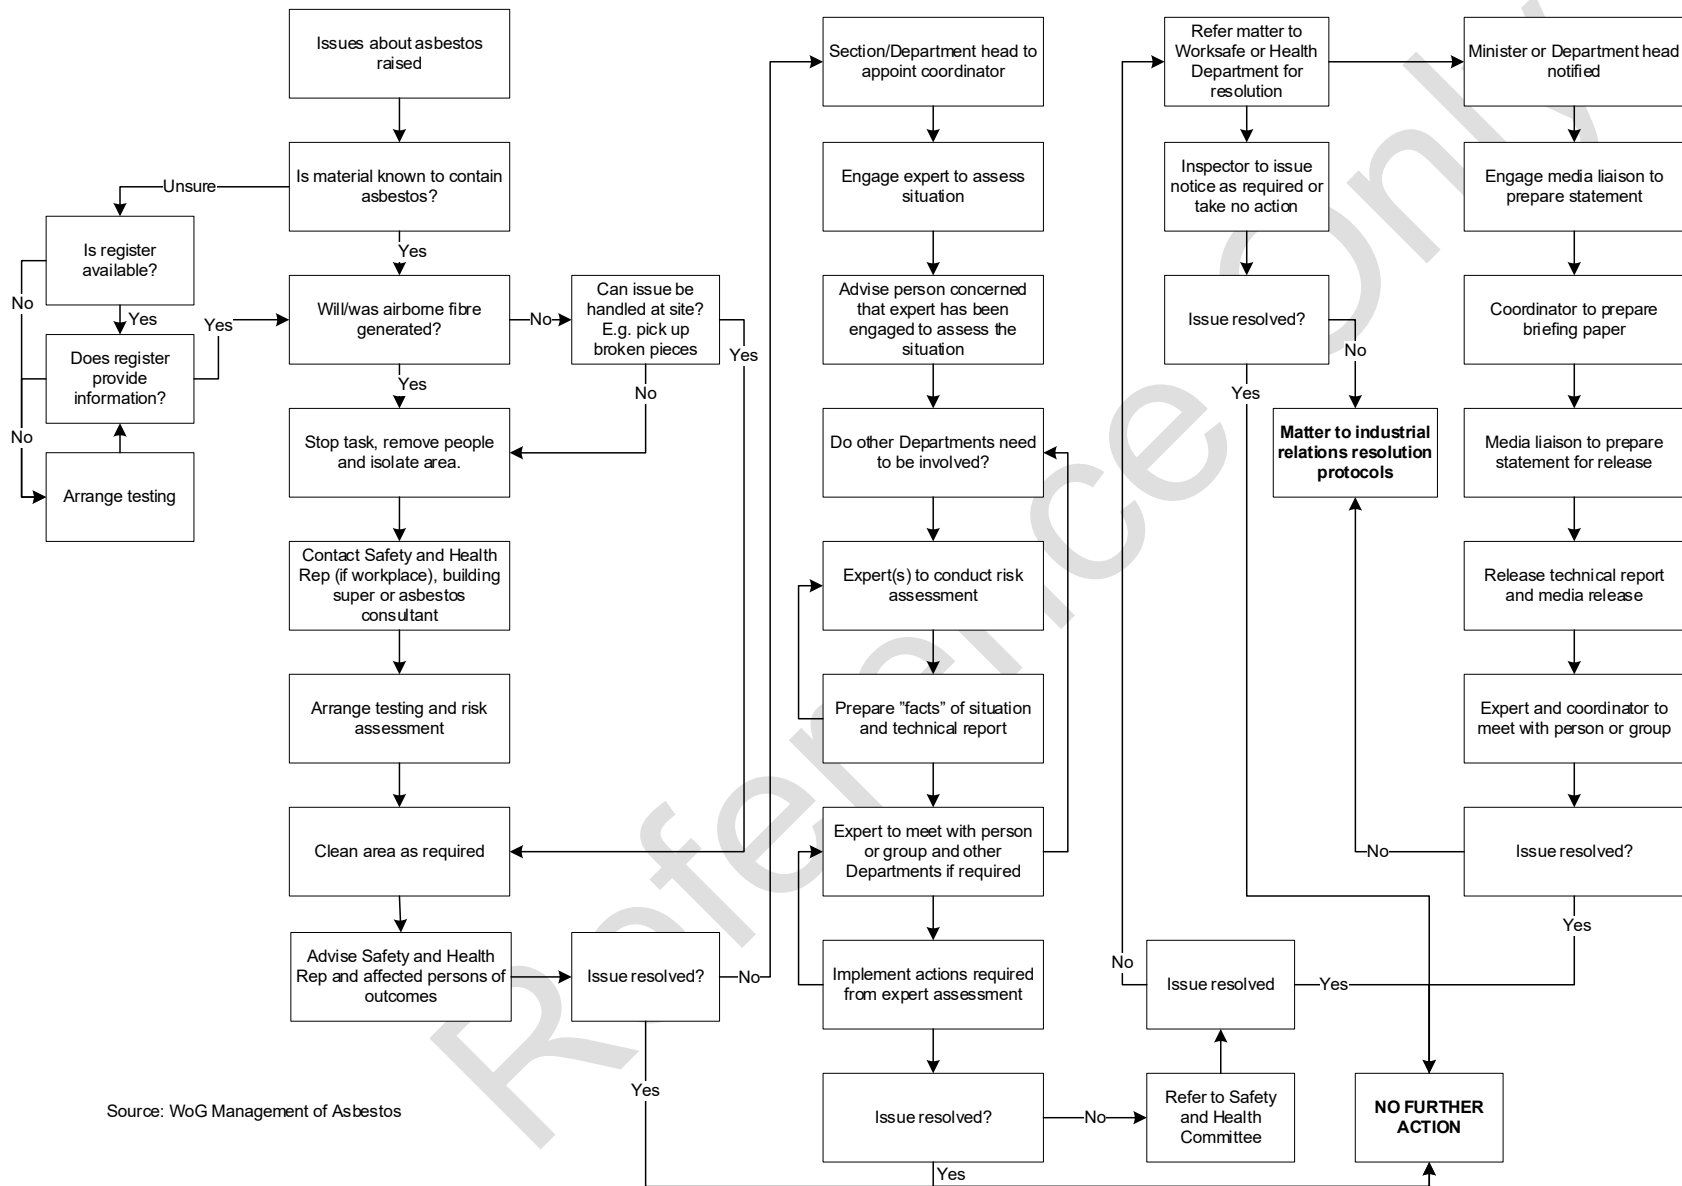 Issues about asbestos
raised
Is material known to contain
asbestos?
Unsure
Is register
available?
No
Yes
Does register
provide
information?
Yes
No
Arrange testing
Yes
Will/was airborne fibre
generated?
No
Can issue be
handled at site?
E.g. pick up
broken pieces
Yes
Yes
No
Stop task, remove people
and isolate area.
Contact Safety and Health
Rep (if workplace), building
super or asbestos
consultant
Arrange testing and risk
assessment
Clean area as required
Advise Safety and Health
Rep and affected persons of
outcomes
Issue resolved?
No
Yes
Section/Department head to
appoint coordinator
Engage expert to assess
situation
Advise person concerned
that expert has been
engaged to assess the
situation
Do other Departments need
to be involved?
Expert(s) to conduct risk
assessment
Prepare "facts" of situation
and technical report
Expert to meet with person
or group and other
Departments if required
Implement actions required
from expert assessment
Issue resolved?
No
Yes
Refer to Safety
and Health
Committee
Issue resolved
No
Yes
Refer matter to
Worksafe or Health
Department for
resolution
Inspector to issue
notice as required or
take no action
Issue resolved?
No
Yes
Matter to industrial
relations resolution
protocols
Minister or Department head
notified
Engage media liaison to
prepare statement
Coordinator to prepare
briefing paper
Media liaison to prepare
statement for release
Release technical report
and media release
Expert and coordinator to
meet with person or group
Issue resolved?
No
Yes
NO FURTHER
ACTION
Source: WoG Management of Asbestos
Reference Only